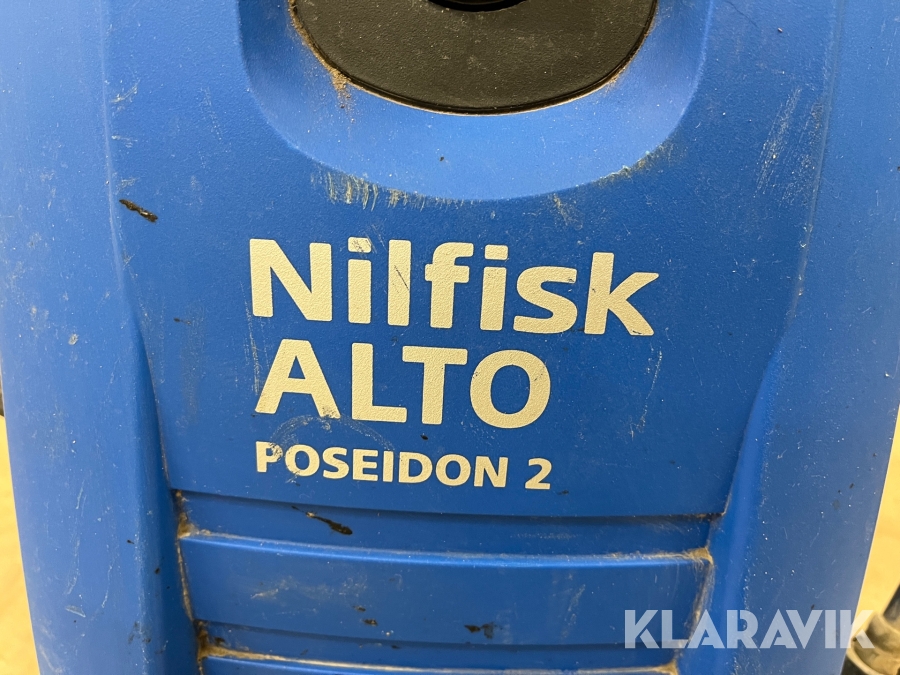 Nilfisk
ALTO
POSEIDON 2
KLARAVIK